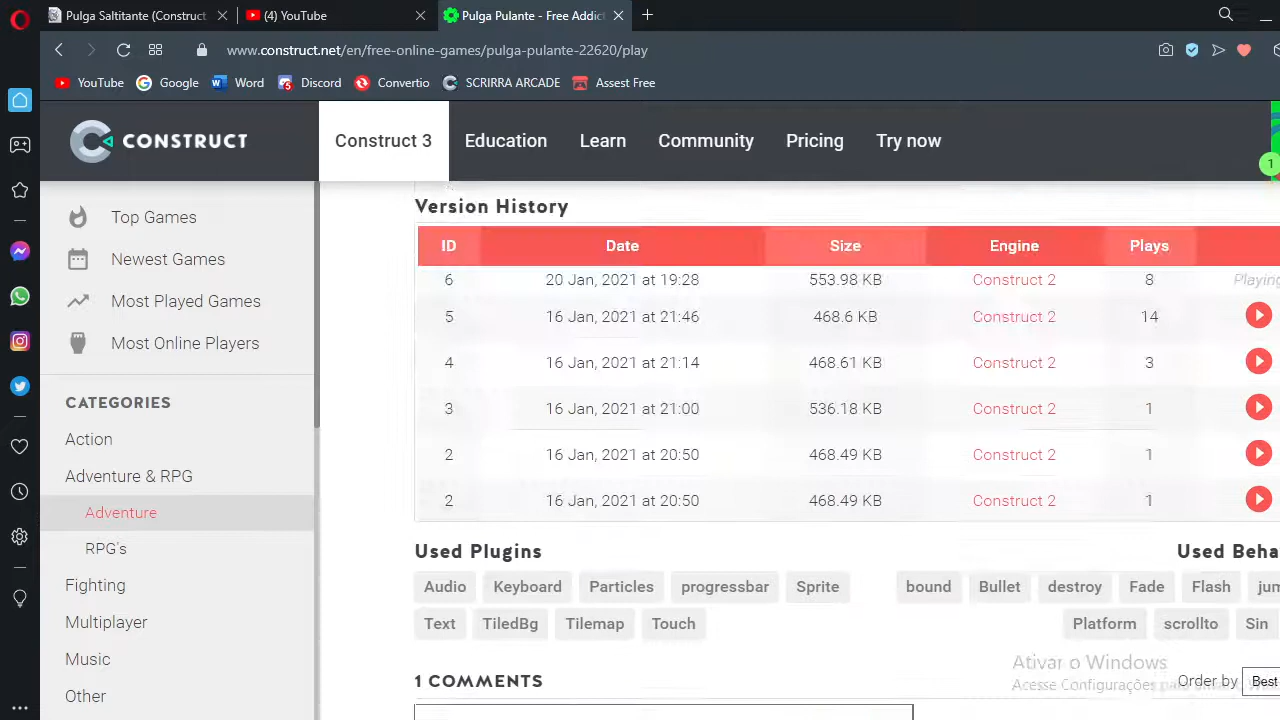 Pulga Saltitante (Construct
(4) YouTube
Pulga Pulante - Free Addic
www.construct.net/en/free-online-games/pulga-pulante-22620/play
YouTube
Google
Word
Discord
Convertio
SCRIRRA ARCADE
Assest Free
CONSTRUCT
Construct 3
Education
Learn
Community
Pricing
Try now
1
Top Games
Newest Games
Most Played Games
Most Online Players
CATEGORIES
Action
Adventure & RPG
Adventure
RPG's
Fighting
Multiplayer
Music
Other
Version History
ID Date Size Engine Plays
6 20 Jan, 2021 at 19:28 553.98 KB Construct 2 8 Playing
5 16 Jan, 2021 at 21:46 468.6 KB Construct 2 14
4 16 Jan, 2021 at 21:14 468.61 KB Construct 2 3
3 16 Jan, 2021 at 21:00 536.18 KB Construct 2 1
2 16 Jan, 2021 at 20:50 468.49 KB Construct 2 1
2 16 Jan, 2021 at 20:50 468.49 KB Construct 2 1
Used Plugins
Audio Keyboard Particles progressbar Sprite
Text TiledBg Tilemap Touch
Used Beha
bound Bullet destroy Fade Flash jum
Platform scrollto Sin
1 COMMENTS
Order by Best
Ativar o Windows
Acesse Configurações